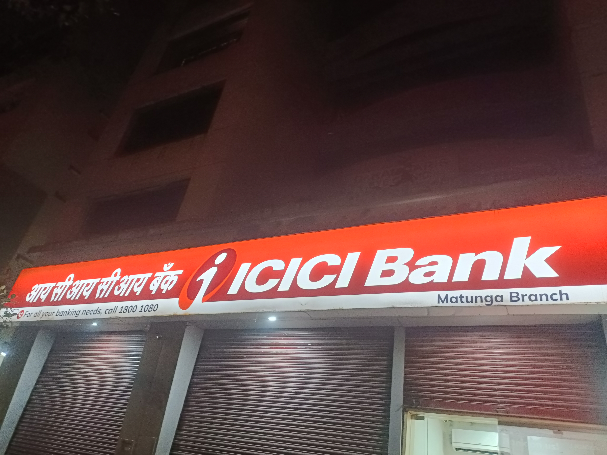 आय सी आय सी आय बँक
i ICICI Bank
For all your banking needs, call 1800 1080
Matunga Branch